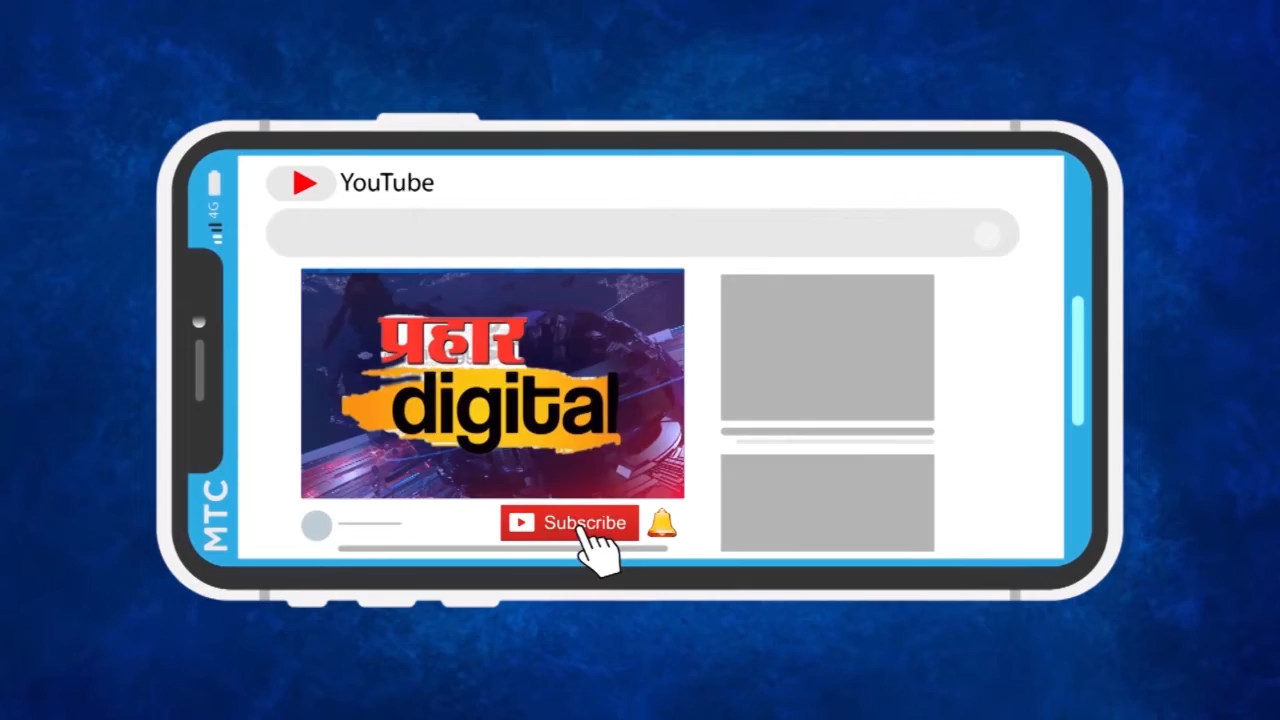 4G
MTC
YouTube
प्रहार
digital
Subscribe